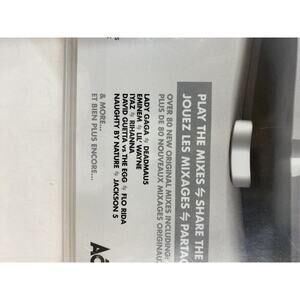 PLAY THE MIXES ⇋ SHARE THE
JOUEZ LES MIXAGES ⇋ PARTAG
OVER 80 NEW ORIGINAL MIXES INCLUDING:
PLUS DE 80 NOUVEAUX MIXAGES ORIGINAUX
LADY GAGA ⇋ DEADMAU5
EMINEM ⇋ LIL' WAYNE
IYAZ ⇋ RIHANNA
DAVID GUETTA vs THE EGG ⇋ FLO RIDA
NAUGHTY BY NATURE ⇋ JACKSON 5
& MORE...
ET BIEN PLUS ENCORE...